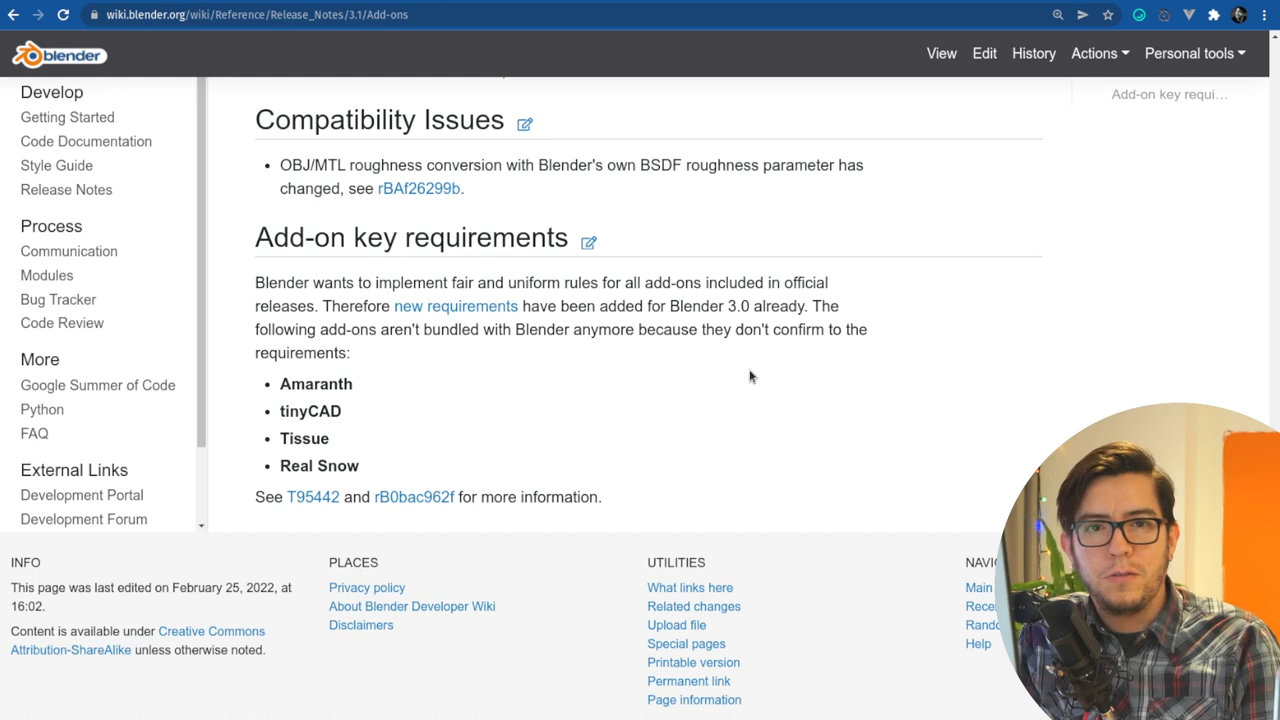 wiki.blender.org/wiki/Reference/Release_Notes/3.1/Add-ons
blender
View Edit History Actions Personal tools
Develop
Getting Started
Code Documentation
Style Guide
Release Notes
Process
Communication
Modules
Bug Tracker
Code Review
More
Google Summer of Code
Python
FAQ
External Links
Development Portal
Development Forum
Compatibility Issues
• OBJ/MTL roughness conversion with Blender's own BSDF roughness parameter has
changed, see rBAf26299b.
Add-on key requirements
Blender wants to implement fair and uniform rules for all add-ons included in official
releases. Therefore new requirements have been added for Blender 3.0 already. The
following add-ons aren't bundled with Blender anymore because they don't confirm to the
requirements:
• Amaranth
• tinyCAD
• Tissue
• Real Snow
See T95442 and rB0bac962f for more information.
Add-on key requi...
INFO
This page was last edited on February 25, 2022, at
16:02.
Content is available under Creative Commons
Attribution-ShareAlike unless otherwise noted.
PLACES
Privacy policy
About Blender Developer Wiki
Disclaimers
UTILITIES
What links here
Related changes
Upload file
Special pages
Printable version
Permanent link
Page information
NAVI
Main
Rece
Rand
Help